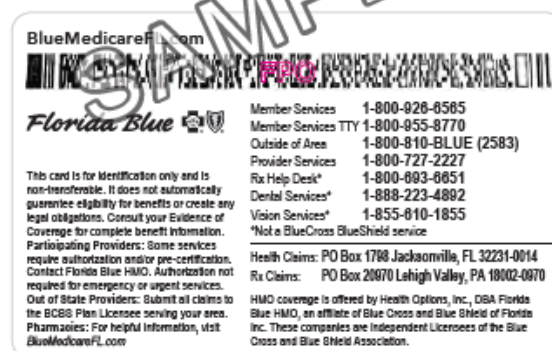 SAMPLE
BlueMedicareFL.com
FPO
Florida Blue
This card is for identification only and is
non-transferable. It does not automatically
guarantee eligibility for benefits or create any
legal obligations. Consult your Evidence of
Coverage for complete benefit information.
Participating Providers: Some services
require authorization and/or pre-certification.
Contact Florida Blue HMO. Authorization not
required for emergency or urgent services.
Out of State Providers: Submit all claims to
the BCBS Plan Licensee serving your area.
Pharmacies: For helpful information, visit
BlueMedicareFL.com
Member Services 1-800-926-6565
Member Services TTY 1-800-955-8770
Outside of Area 1-800-810-BLUE (2583)
Provider Services 1-800-727-2227
Rx Help Desk* 1-800-693-6651
Dental Services* 1-888-223-4892
Vision Services* 1-855-610-1855
*Not a BlueCross BlueShield service
Health Claims: PO Box 1798 Jacksonville, FL 32231-0014
Rx Claims: PO Box 20970 Lehigh Valley, PA 18002-0970
HMO coverage is offered by Health Options, Inc., DBA Florida
Blue HMO, an affiliate of Blue Cross and Blue Shield of Florida
Inc. These companies are Independent Licensees of the Blue
Cross and Blue Shield Association.